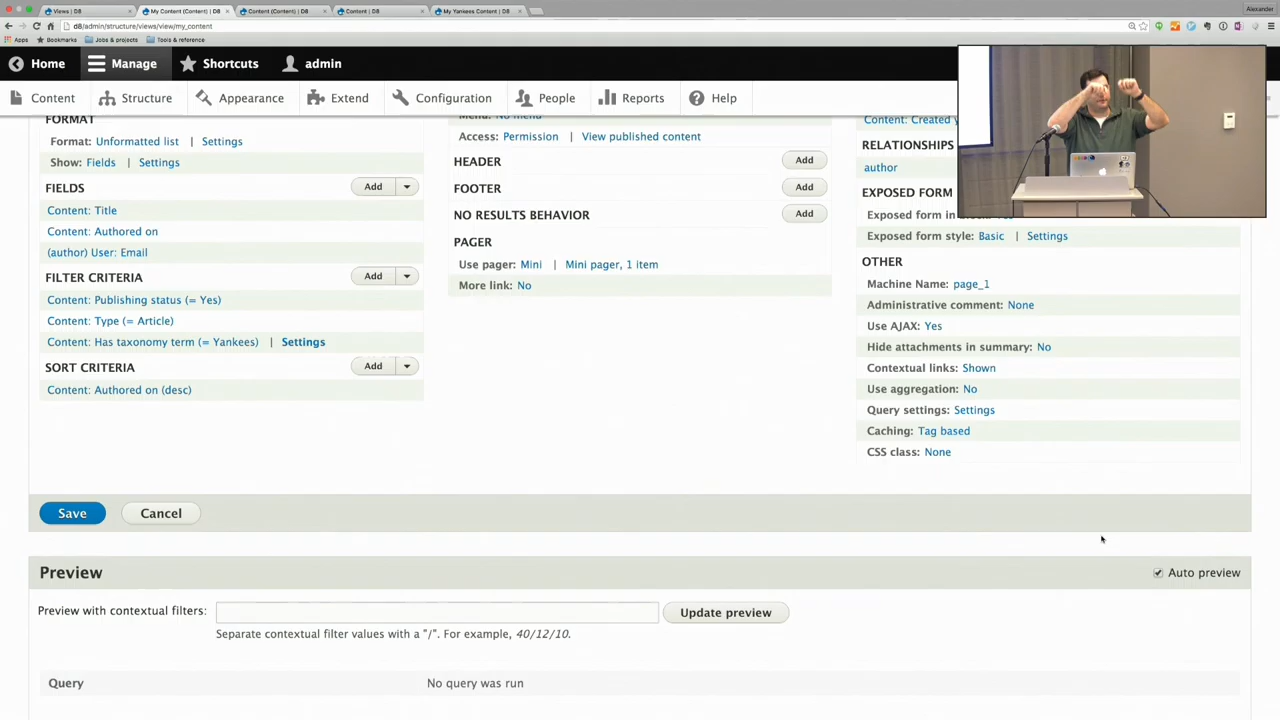 Alexander
Views | D8
My Content (Content) | D8
Content (Content) | D8
Content | D8
My Yankees Content | D8
d8/admin/structure/views/view/my_content
Apps
Bookmarks
Jobs & projects
Tools & reference
Home
Manage
Shortcuts
admin
Content
Structure
Appearance
Extend
Configuration
People
Reports
Help
FORMAT
Format: Unformatted list | Settings
Show: Fields | Settings
FIELDS
Add
Content: Title
Content: Authored on
(author) User: Email
FILTER CRITERIA
Add
Content: Publishing status (= Yes)
Content: Type (= Article)
Content: Has taxonomy term (= Yankees) | Settings
SORT CRITERIA
Add
Content: Authored on (desc)
Menu: No menu
Access: Permission | View published content
HEADER
Add
FOOTER
Add
NO RESULTS BEHAVIOR
Add
PAGER
Use pager: Mini | Mini pager, 1 item
More link: No
Content: Created
RELATIONSHIPS
author
EXPOSED FORM
Exposed form in
Exposed form style: Basic | Settings
OTHER
Machine Name: page_1
Administrative comment: None
Use AJAX: Yes
Hide attachments in summary: No
Contextual links: Shown
Use aggregation: No
Query settings: Settings
Caching: Tag based
CSS class: None
Save
Cancel
Preview
Auto preview
Preview with contextual filters:
Update preview
Separate contextual filter values with a "/". For example, 40/12/10.
Query
No query was run